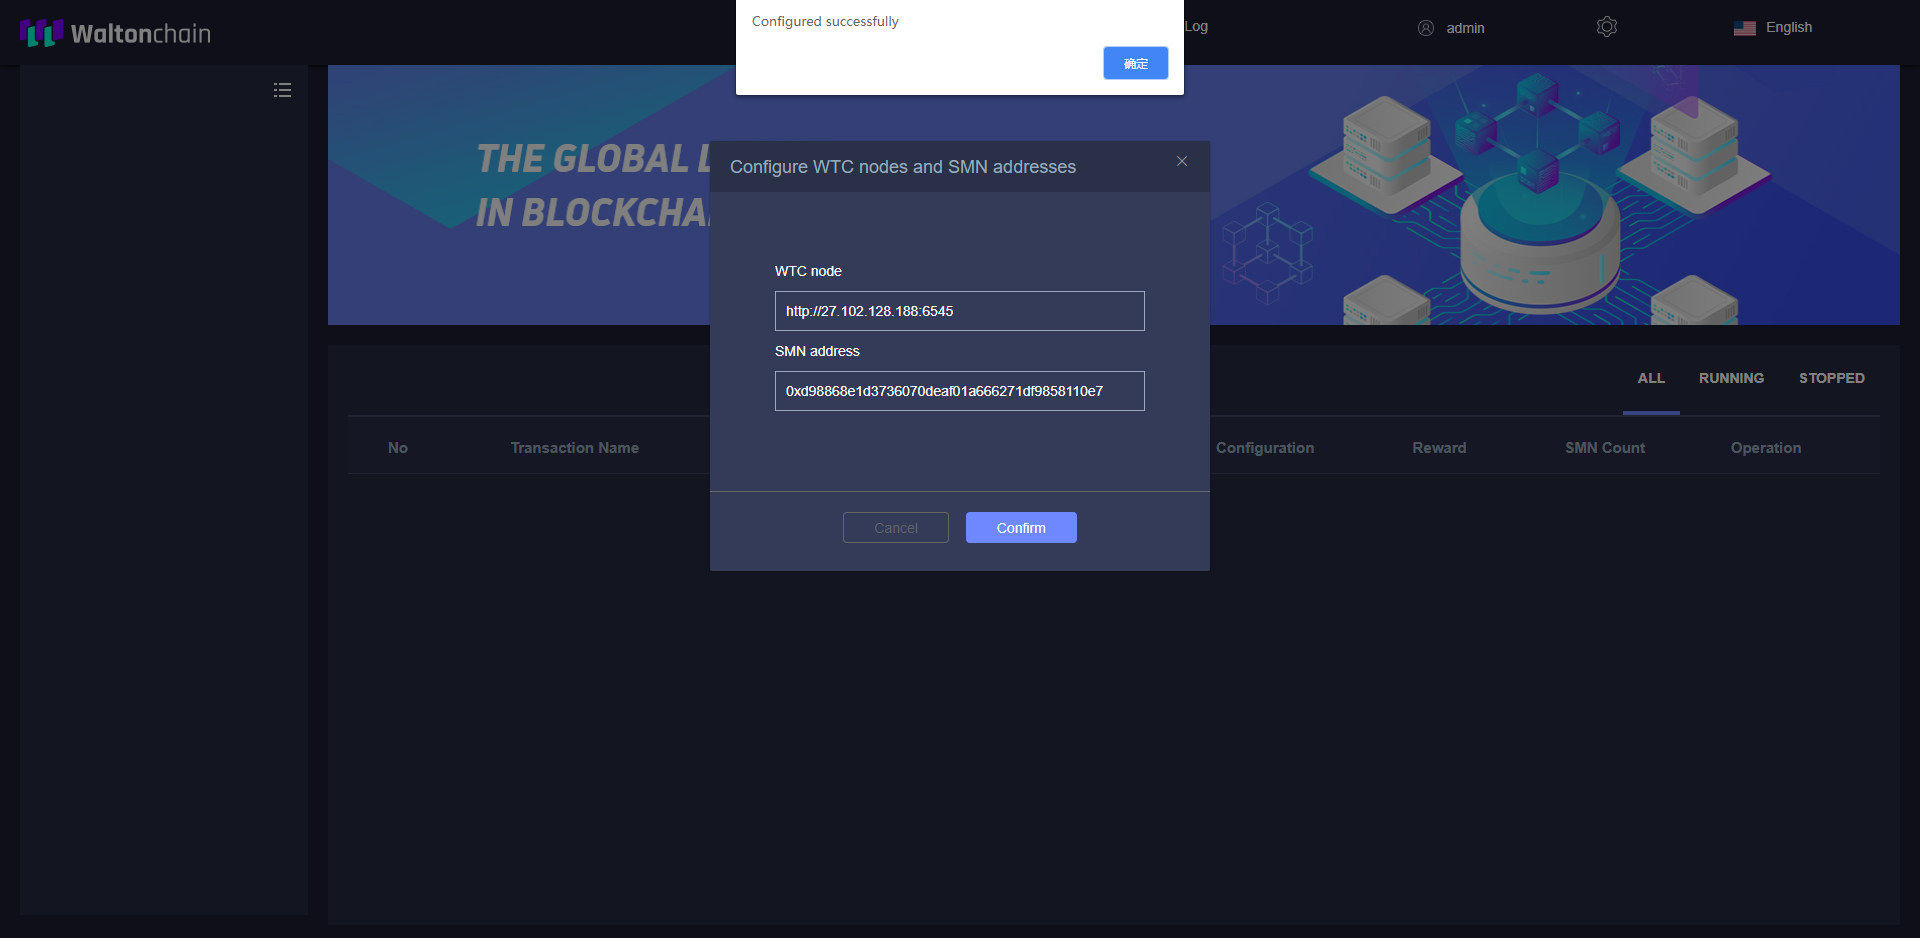 Configured successfully
确定
Waltonchain
Log
admin
English
THE GLOBAL
IN BLOCKCHA
Configure WTC nodes and SMN addresses
WTC node
http://27.102.128.188:6545
SMN address
0xd98868e1d3736070deaf01a666271df9858110e7
Cancel
Confirm
ALL
RUNNING
STOPPED
No
Transaction Name
Configuration
Reward
SMN Count
Operation